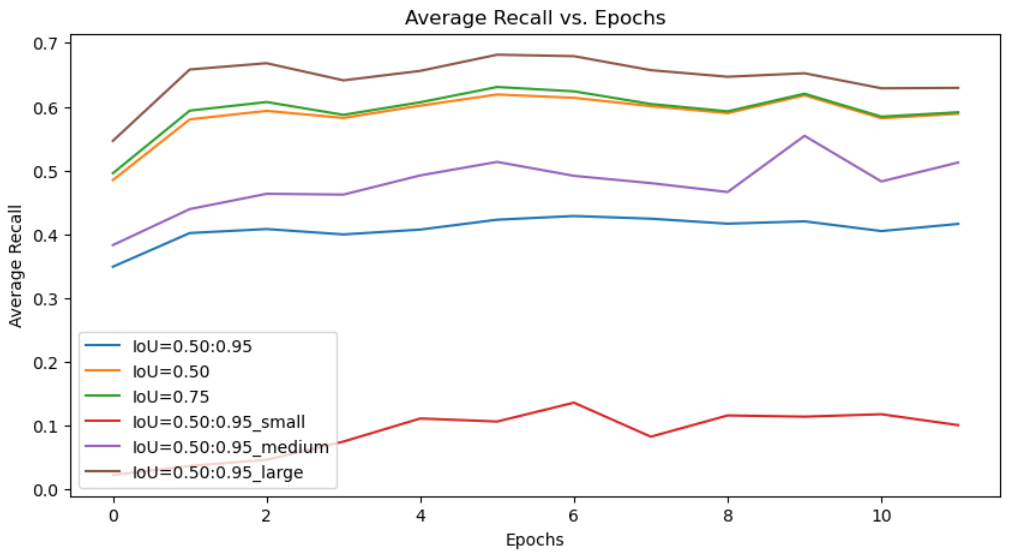 Average Recall vs. Epochs
Average Recall
0.7
0.6
0.5
0.4
0.3
0.2
0.1
0.0
IoU=0.50:0.95
IoU=0.50
IoU=0.75
IoU=0.50:0.95_small
IoU=0.50:0.95_medium
IoU=0.50:0.95_large
0 2 4 6 8 10
Epochs